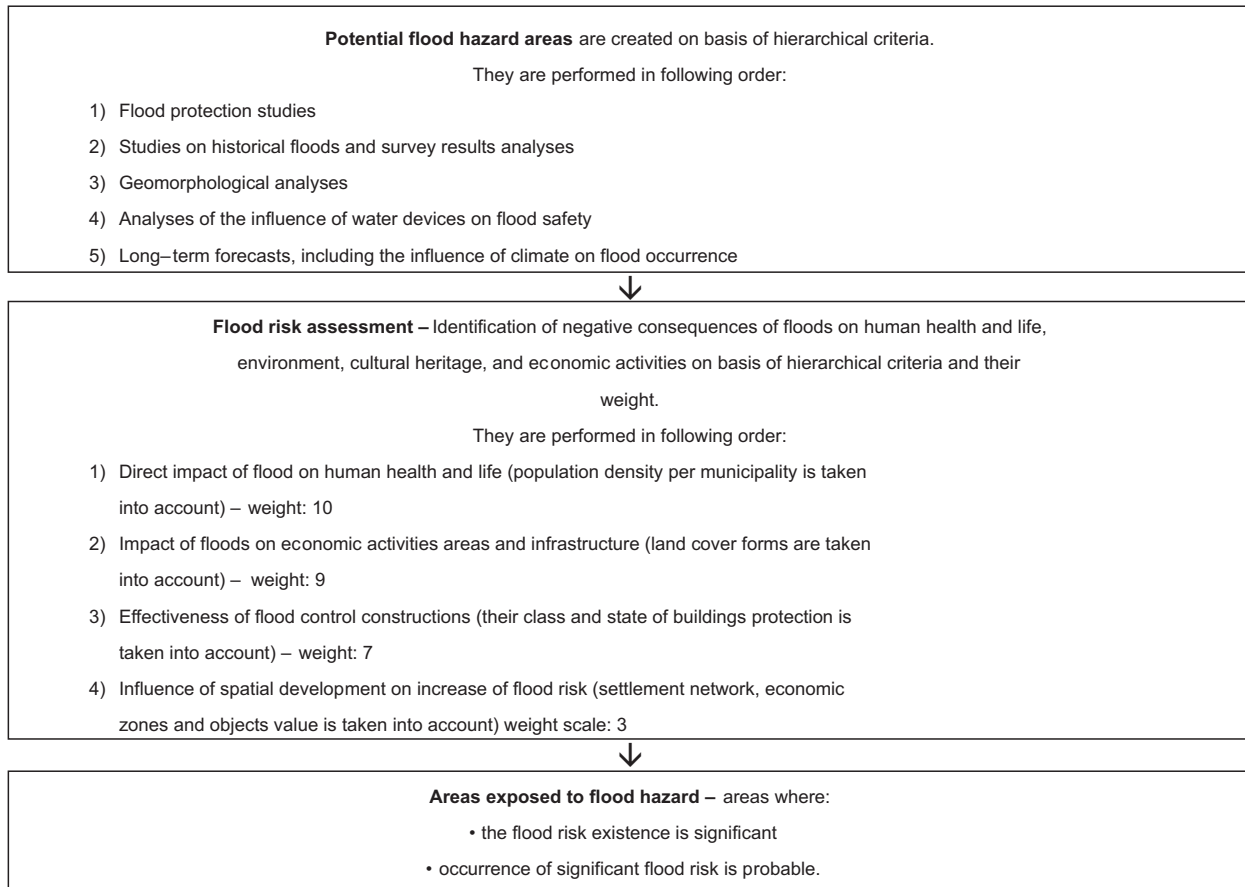 Potential flood hazard areas are created on basis of hierarchical criteria.
They are performed in following order:
1) Flood protection studies
2) Studies on historical floods and survey results analyses
3) Geomorphological analyses
4) Analyses of the influence of water devices on flood safety
5) Long–term forecasts, including the influence of climate on flood occurrence
Flood risk assessment – Identification of negative consequences of floods on human health and life,
environment, cultural heritage, and economic activities on basis of hierarchical criteria and their
weight.
They are performed in following order:
1) Direct impact of flood on human health and life (population density per municipality is taken
into account) – weight: 10
2) Impact of floods on economic activities areas and infrastructure (land cover forms are taken
into account) – weight: 9
3) Effectiveness of flood control constructions (their class and state of buildings protection is
taken into account) – weight: 7
4) Influence of spatial development on increase of flood risk (settlement network, economic
zones and objects value is taken into account) weight scale: 3
Areas exposed to flood hazard – areas where:
• the flood risk existence is significant
• occurrence of significant flood risk is probable.